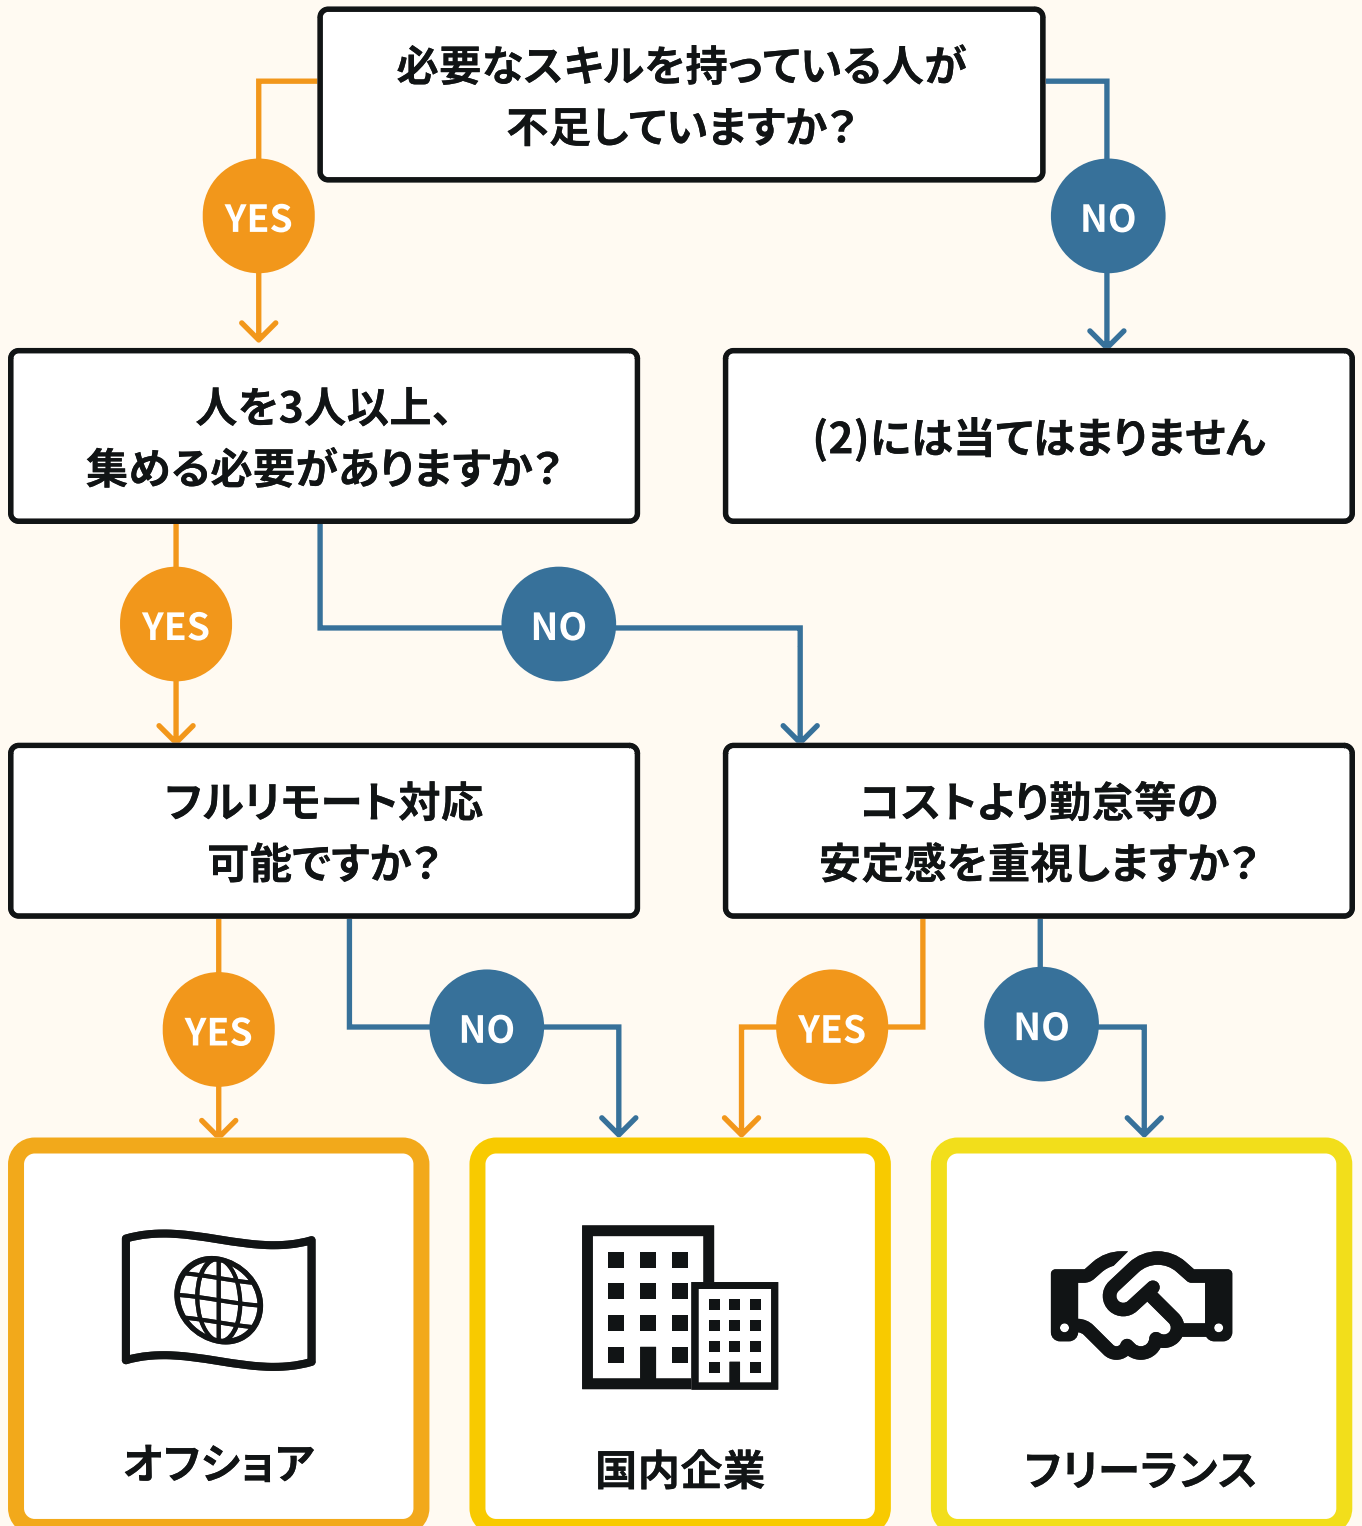 必要なスキルを持っている人が
不足していますか？
YES
NO
人を3人以上、
集める必要がありますか？
(2)には当てはまりません
YES
NO
フルリモート対応
可能ですか？
コストより勤怠等の
安定感を重視しますか？
YES
NO
YES
NO
オフショア
国内企業
フリーランス